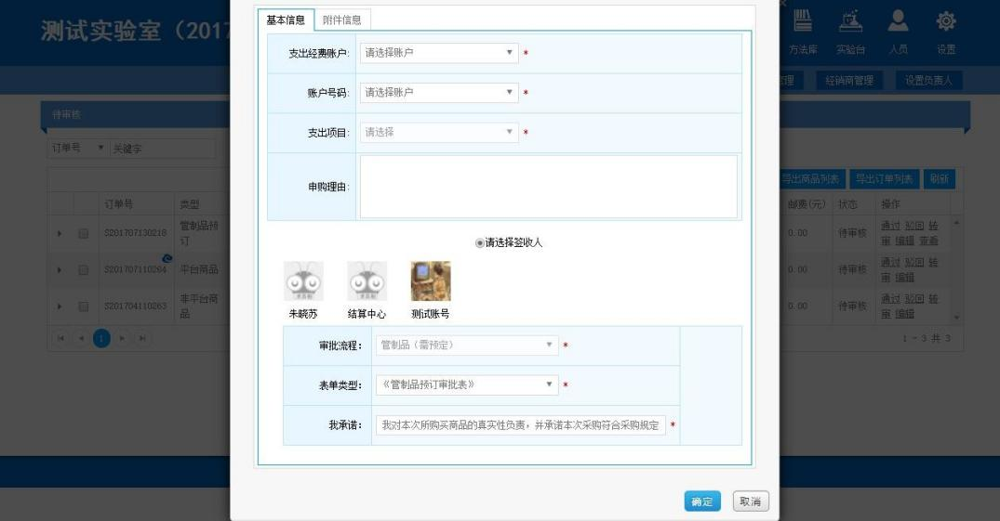 测试实验室（2017
方法库 实验台 人员 设置
管理 经销商管理 设置负责人
待审核
订单号 关键字
导出商品列表 导出订单列表 刷新
订单号 类型 邮费(元) 状态 操作
S201707130218 管制品预订 0.00 待审核 通过 驳回 转审 编辑 查看
S201707110264 平台商品 待审核 通过 驳回 转审 编辑
S201704110263 非平台商品 0.00 待审核 通过 驳回 转审 编辑
1
1 - 3 共 3
基本信息 附件信息
支出经费账户: 请选择账户 *
账户号码: 请选择账户 *
支出项目: 请选择 *
申购理由:
请选择签收人
朱晓苏 结算中心 测试账号
审批流程: 管制品（需预定） *
表单类型: 《管制品预订审批表》 *
我承诺: 我对本次所购买商品的真实性负责，并承诺本次采购符合采购规定 *
确定 取消